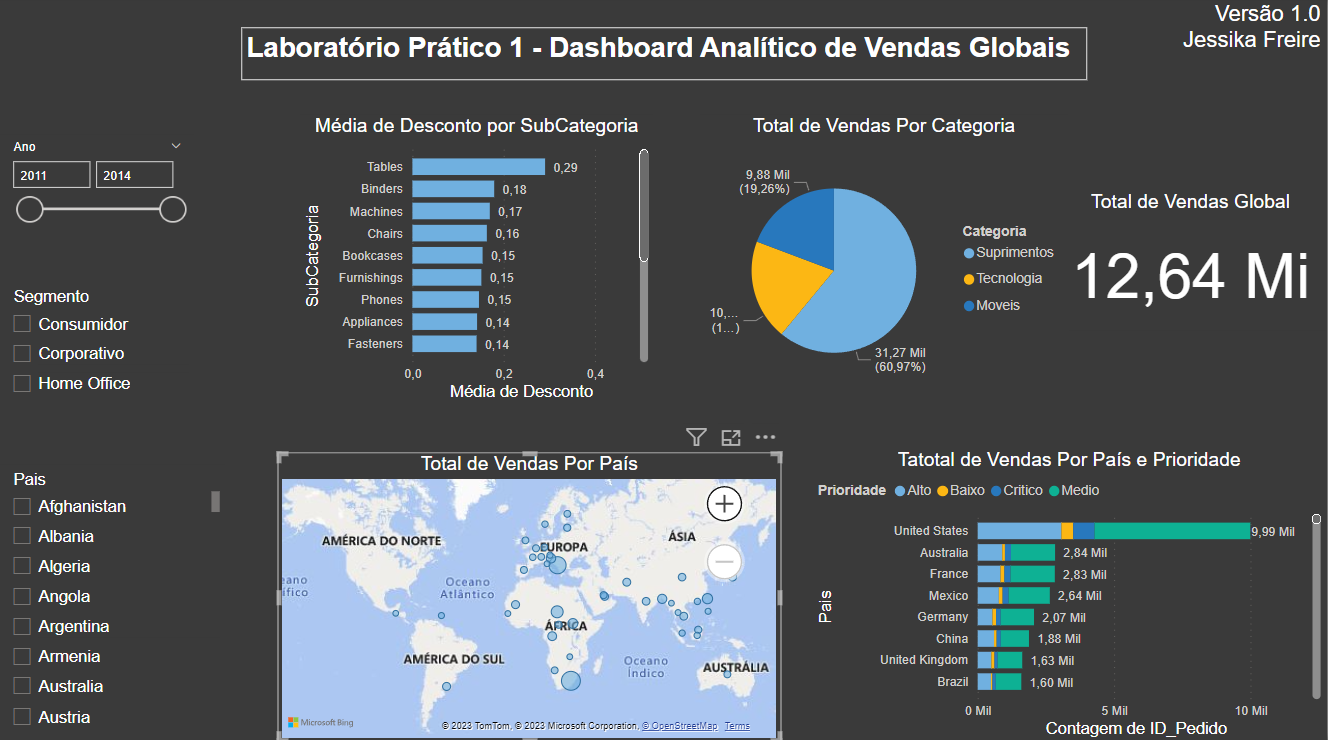 Versão 1.0
Jessika Freire
Laboratório Prático 1 - Dashboard Analítico de Vendas Globais
Ano
2011
2014
Segmento
Consumidor
Corporativo
Home Office
Pais
Afghanistan
Albania
Algeria
Angola
Argentina
Armenia
Australia
Austria
Média de Desconto por SubCategoria
SubCategoria
Tables 0,29
Binders 0,18
Machines 0,17
Chairs 0,16
Bookcases 0,15
Furnishings 0,15
Phones 0,15
Appliances 0,14
Fasteners 0,14
0,0 0,2 0,4
Média de Desconto
Total de Vendas Por Categoria
9,88 Mil
(19,26%)
10,...
(1...)
31,27 Mil
(60,97%)
Categoria
Suprimentos
Tecnologia
Moveis
Total de Vendas Global
12,64 Mi
Total de Vendas Por País
AMÉRICA DO NORTE
EUROPA
ÁSIA
eano
ífico
Oceano
Atlântico
ÁFRICA
AMÉRICA DO SUL
Oceano
Índico
AUSTRÁLIA
Microsoft Bing
© 2023 TomTom, © 2023 Microsoft Corporation, © OpenStreetMap Terms
Tatotal de Vendas Por País e Prioridade
Prioridade Alto Baixo Critico Medio
Pais
United States 9,99 Mil
Australia 2,84 Mil
France 2,83 Mil
Mexico 2,64 Mil
Germany 2,07 Mil
China 1,88 Mil
United Kingdom 1,63 Mil
Brazil 1,60 Mil
0 Mil 5 Mil 10 Mil
Contagem de ID_Pedido